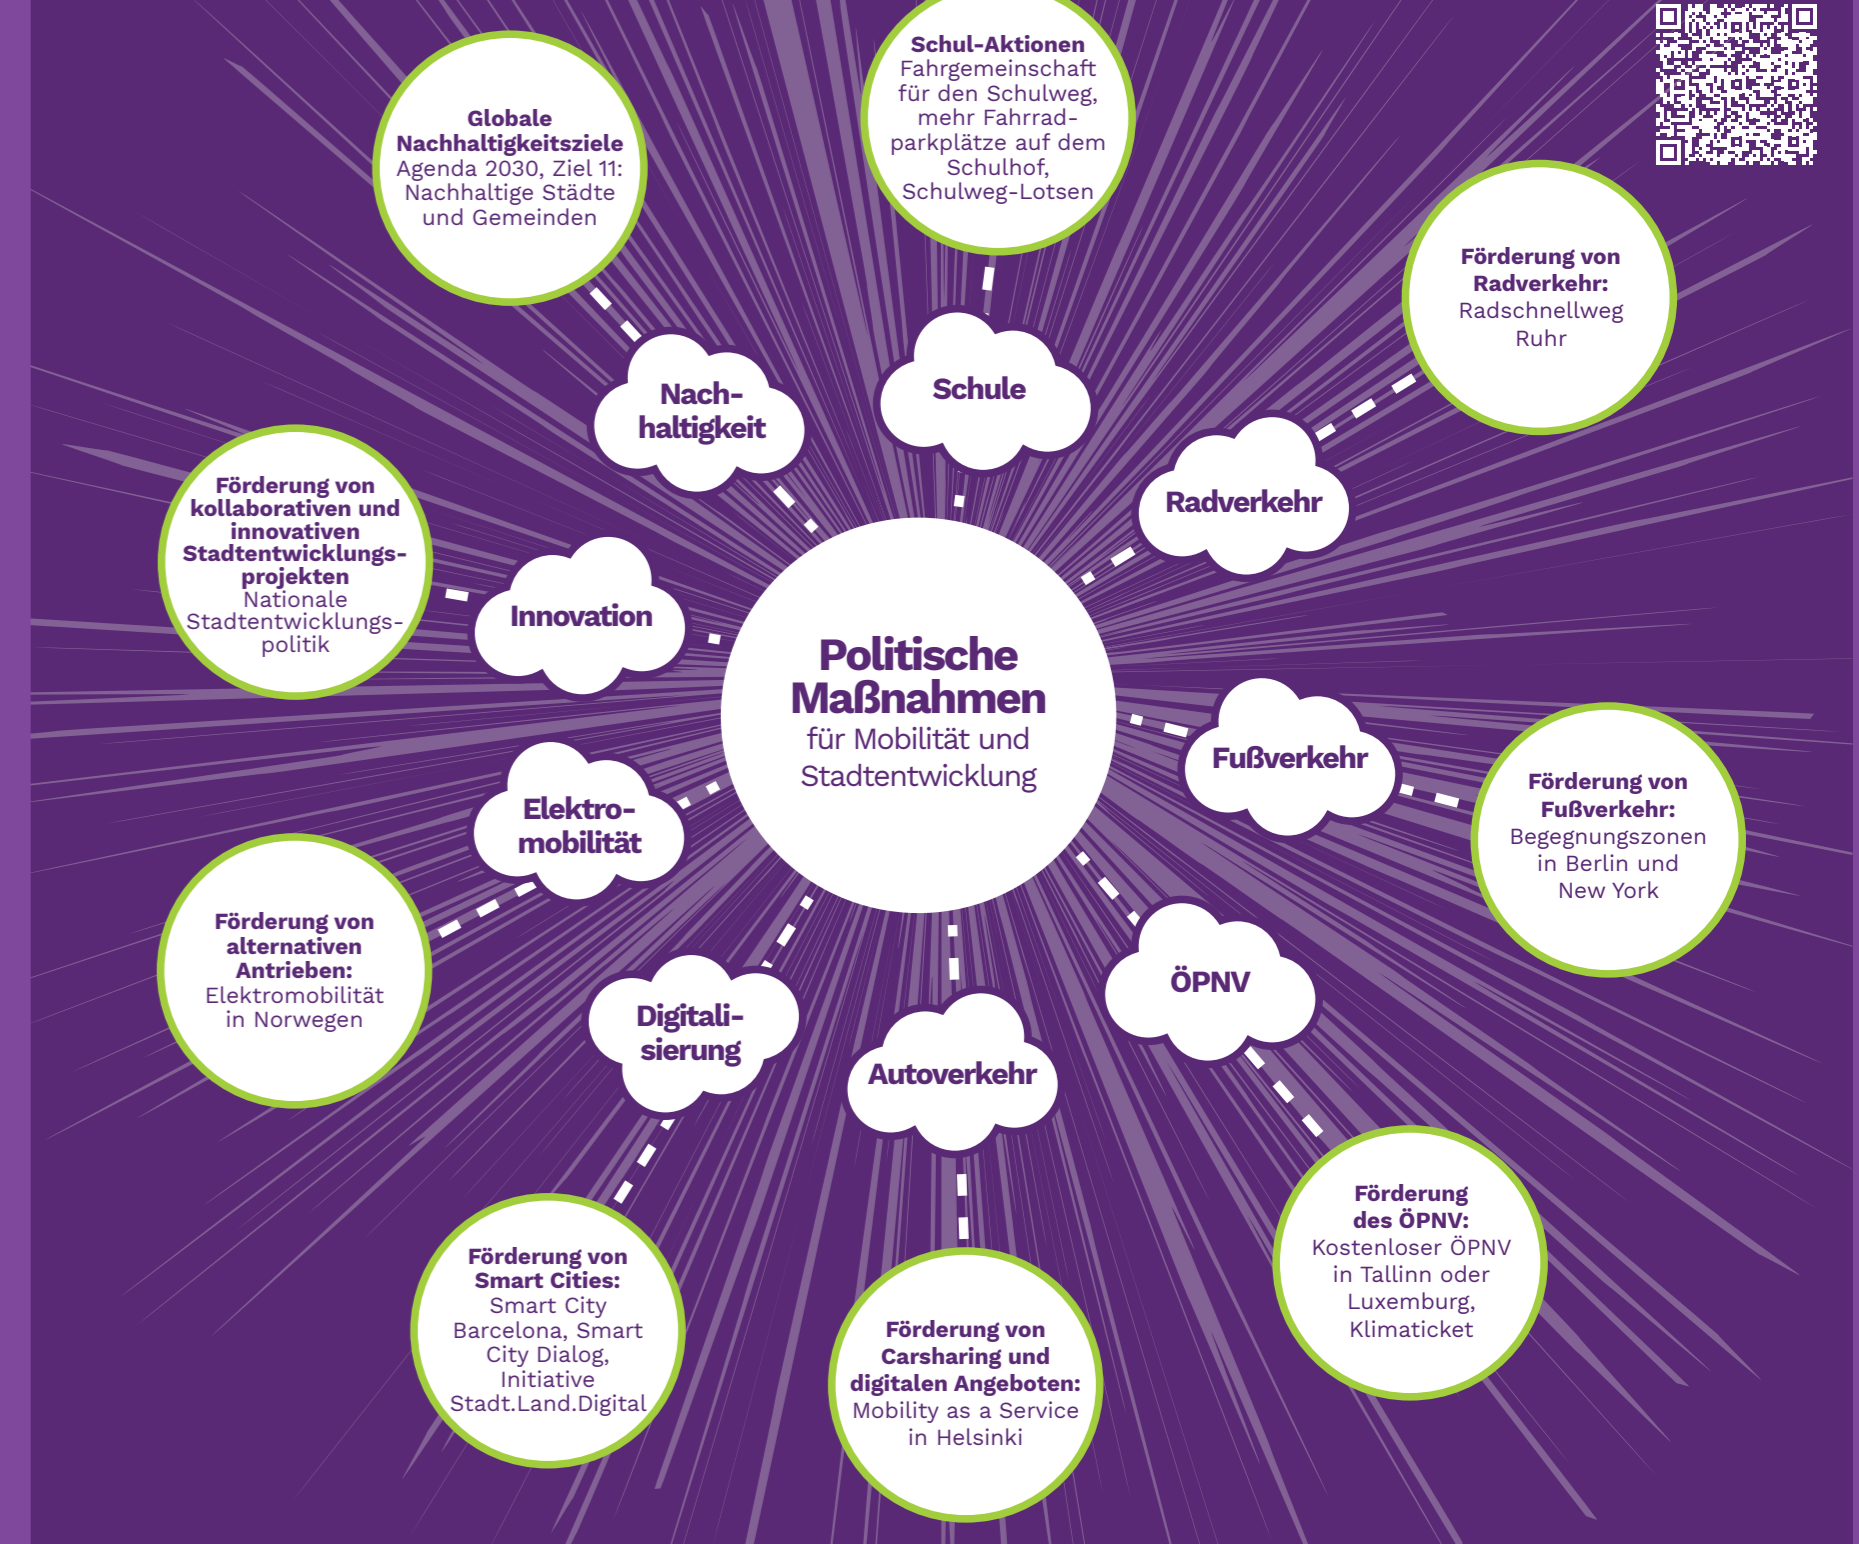 Schul-Aktionen
Fahrgemeinschaft
für den Schulweg,
mehr Fahrrad-
parkplätze auf dem
Schulhof,
Schulweg-Lotsen
Globale
Nachhaltigkeitsziele
Agenda 2030, Ziel 11:
Nachhaltige Städte
und Gemeinden
Förderung von
Radverkehr:
Radschnellweg
Ruhr
Nach-
haltigkeit
Schule
Radverkehr
Förderung von
kollaborativen und
innovativen
Stadtentwicklungs-
projekten
Nationale
Stadtentwicklungs-
politik
Innovation
Politische
Maßnahmen
für Mobilität und
Stadtentwicklung
Fußverkehr
Förderung von
Fußverkehr:
Begegnungszonen
in Berlin und
New York
Elektro-
mobilität
Förderung von
alternativen
Antrieben:
Elektromobilität
in Norwegen
Digitali-
sierung
Autoverkehr
ÖPNV
Förderung
des ÖPNV:
Kostenloser ÖPNV
in Tallinn oder
Luxemburg,
Klimaticket
Förderung von
Smart Cities:
Smart City
Barcelona, Smart
City Dialog,
Initiative
Stadt.Land.Digital
Förderung von
Carsharing und
digitalen Angeboten:
Mobility as a Service
in Helsinki